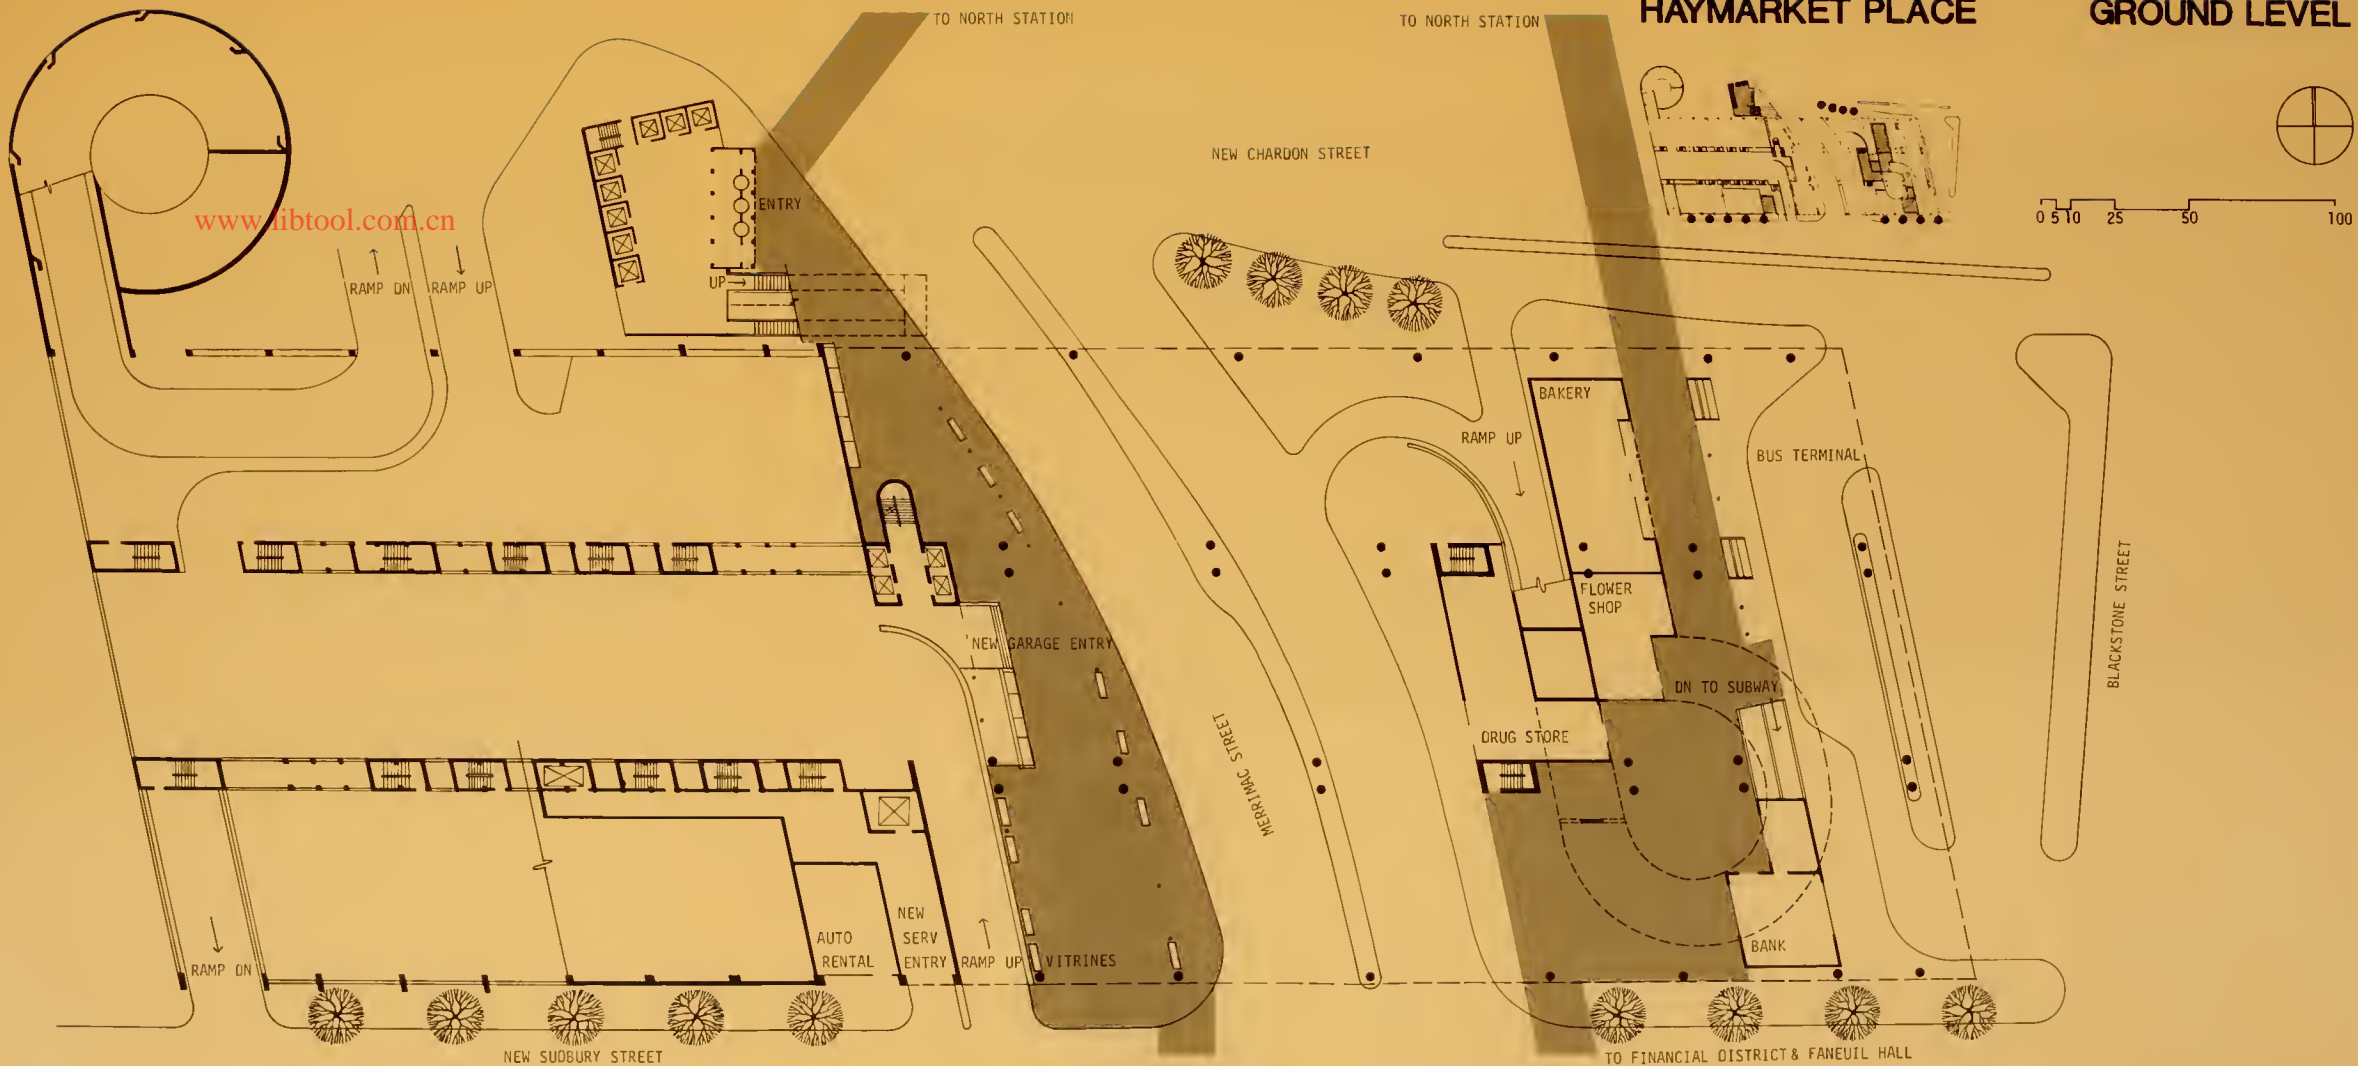 HAYMARKET PLACE
GROUND LEVEL
TO NORTH STATION
TO NORTH STATION
NEW CHARDON STREET
0 5 10 25 50 100
www.libtool.com.cn
ENTRY
RAMP DN
RAMP UP
UP
BAKERY
RAMP UP
BUS TERMINAL
FLOWER
SHOP
BLACKSTONE STREET
NEW GARAGE ENTRY
DN TO SUBWAY
MERRIMAC STREET
DRUG STORE
AUTO
RENTAL
NEW
SERV
ENTRY
RAMP UP
VITRINES
BANK
RAMP DN
NEW SUDBURY STREET
TO FINANCIAL DISTRICT & FANEUIL HALL